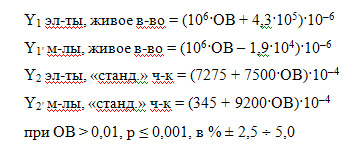 Y₁ эл-ты, живое в-во = (10⁶·ОВ + 4,3·10⁵)·10⁻⁶
Y₁' м-лы, живое в-во = (10⁶·ОВ – 1,9·10⁴)·10⁻⁶
Y₂ эл-ты, «станд.» ч-к = (7275 + 7500·ОВ)·10⁻⁴
Y₂' м-лы, «станд.» ч-к = (345 + 9200·ОВ)·10⁻⁴
при ОВ > 0,01, р ≤ 0,001, в % ± 2,5 ÷ 5,0